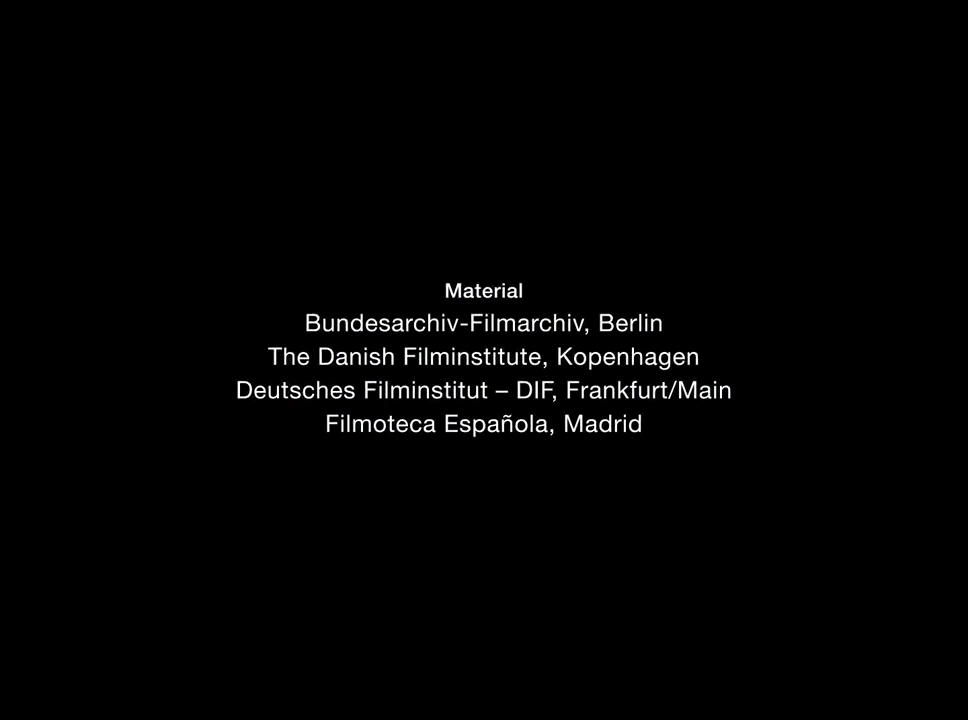 Material
Bundesarchiv-Filmarchiv, Berlin
The Danish Filminstitute, Kopenhagen
Deutsches Filminstitut – DIF, Frankfurt/Main
Filmoteca Española, Madrid